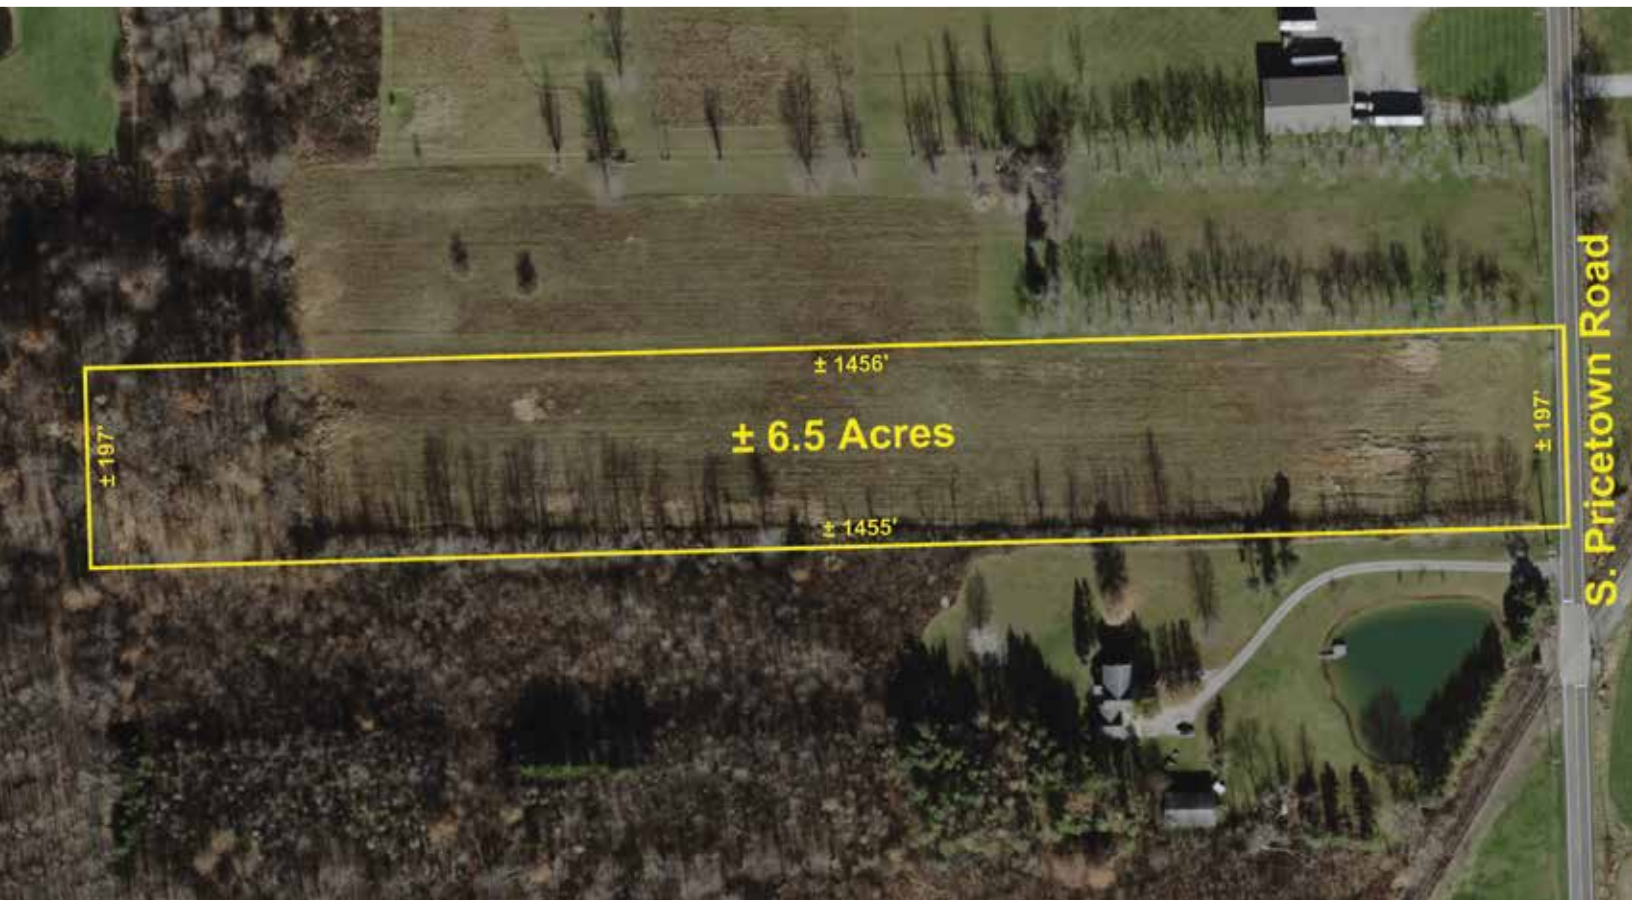 ± 1456'
± 6.5 Acres
± 197'
± 197'
± 1455'
S. Pricetown Road